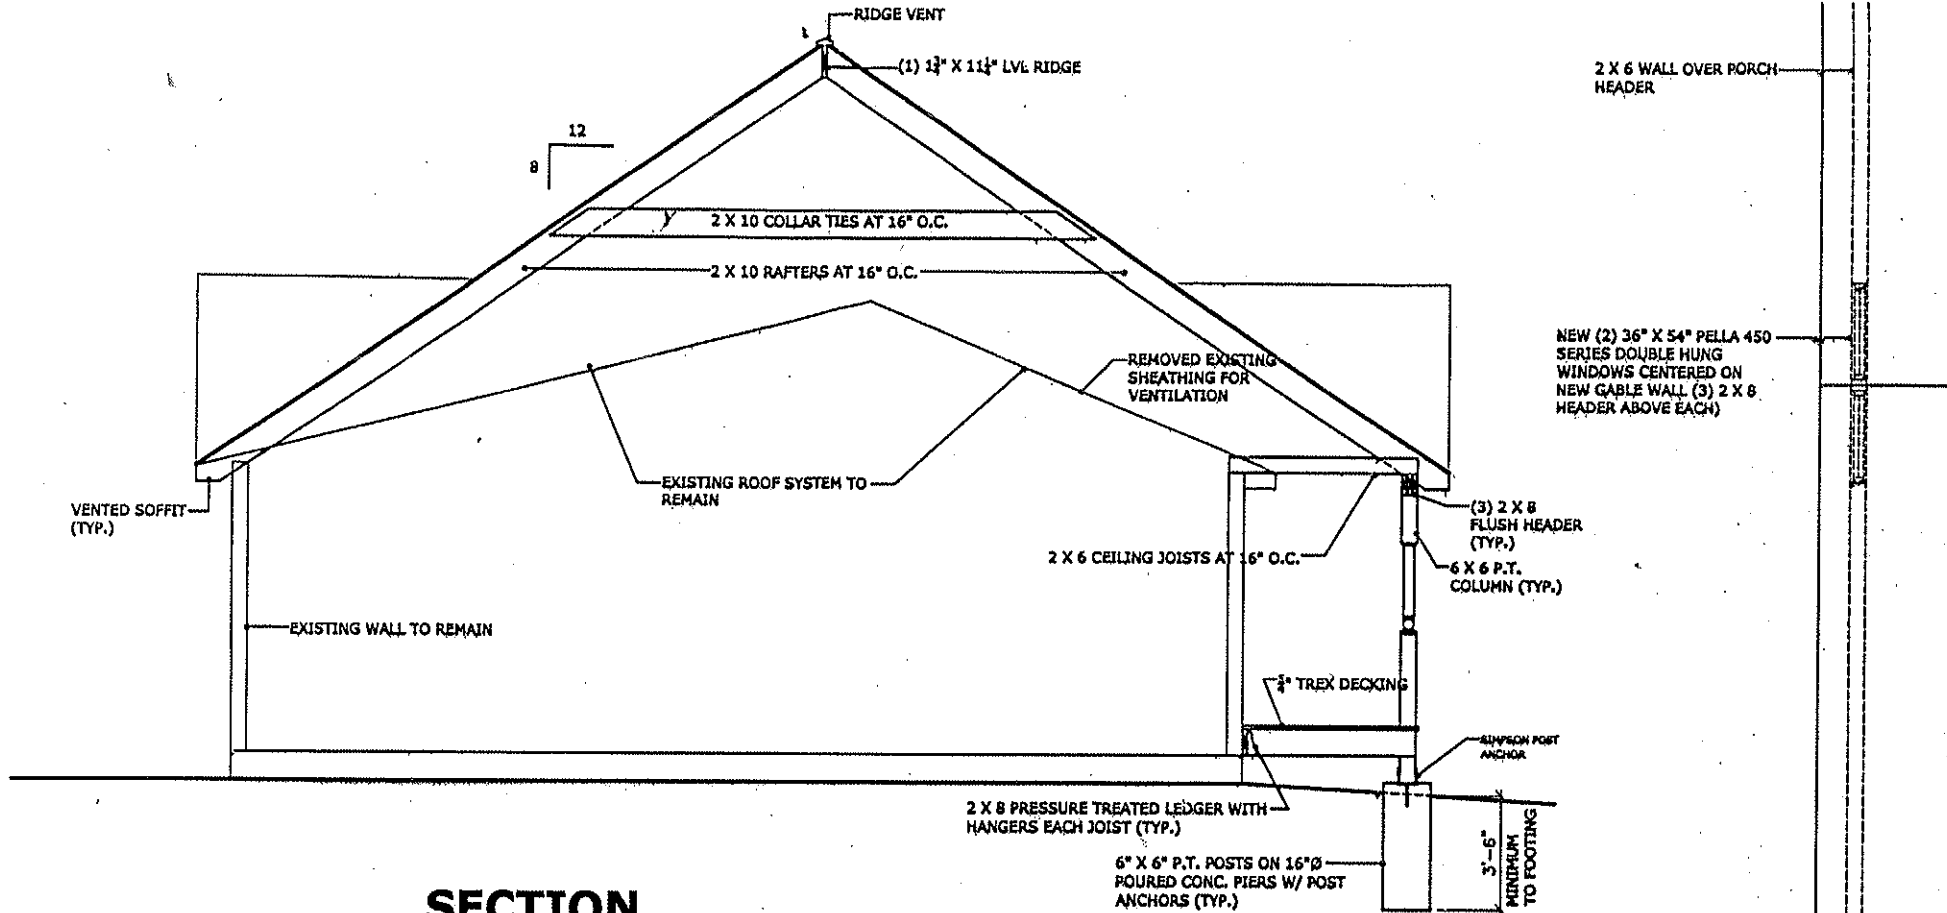 RIDGE VENT
(1) 1¾" X 11¼" LVL RIDGE
12
8
2 X 10 COLLAR TIES AT 16" O.C.
2 X 10 RAFTERS AT 16" O.C.
REMOVED EXISTING
SHEATHING FOR
VENTILATION
EXISTING ROOF SYSTEM TO
REMAIN
VENTED SOFFIT
(TYP.)
(3) 2 X 8
FLUSH HEADER
(TYP.)
2 X 6 CEILING JOISTS AT 16" O.C.
6 X 6 P.T.
COLUMN (TYP.)
EXISTING WALL TO REMAIN
5/4" TREX DECKING
SIMPSON POST
ANCHOR
2 X 8 PRESSURE TREATED LEDGER WITH
HANGERS EACH JOIST (TYP.)
6" X 6" P.T. POSTS ON 16"Ø
POURED CONC. PIERS W/ POST
ANCHORS (TYP.)
3'-6"
MINIMUM
TO FOOTING
SECTION
2 X 6 WALL OVER PORCH
HEADER
NEW (2) 36" X 54" PELLA 450
SERIES DOUBLE HUNG
WINDOWS CENTERED ON
NEW GABLE WALL (3) 2 X 8
HEADER ABOVE EACH)